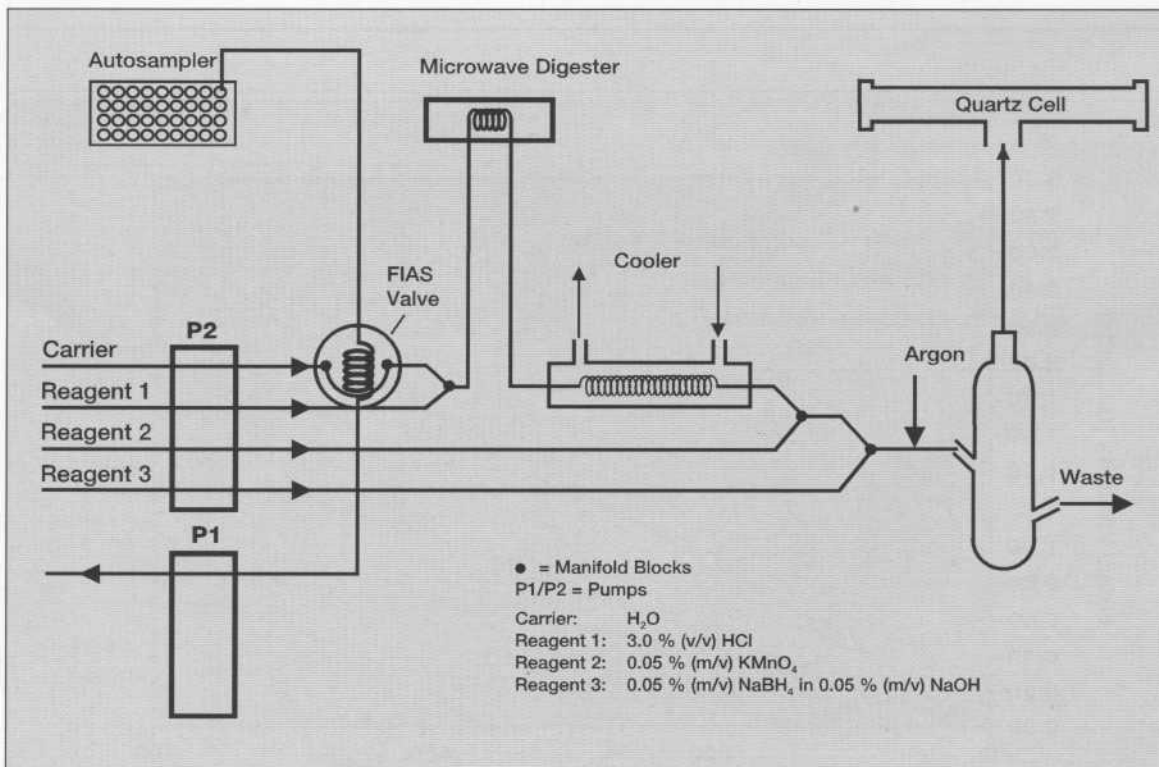 Autosampler
Microwave Digester
Quartz Cell
FIAS
Valve
Cooler
P2
Carrier
Reagent 1
Reagent 2
Reagent 3
Argon
Waste
P1
● = Manifold Blocks
P1/P2 = Pumps
Carrier: H₂O
Reagent 1: 3.0 % (v/v) HCl
Reagent 2: 0.05 % (m/v) KMnO₄
Reagent 3: 0.05 % (m/v) NaBH₄ in 0.05 % (m/v) NaOH